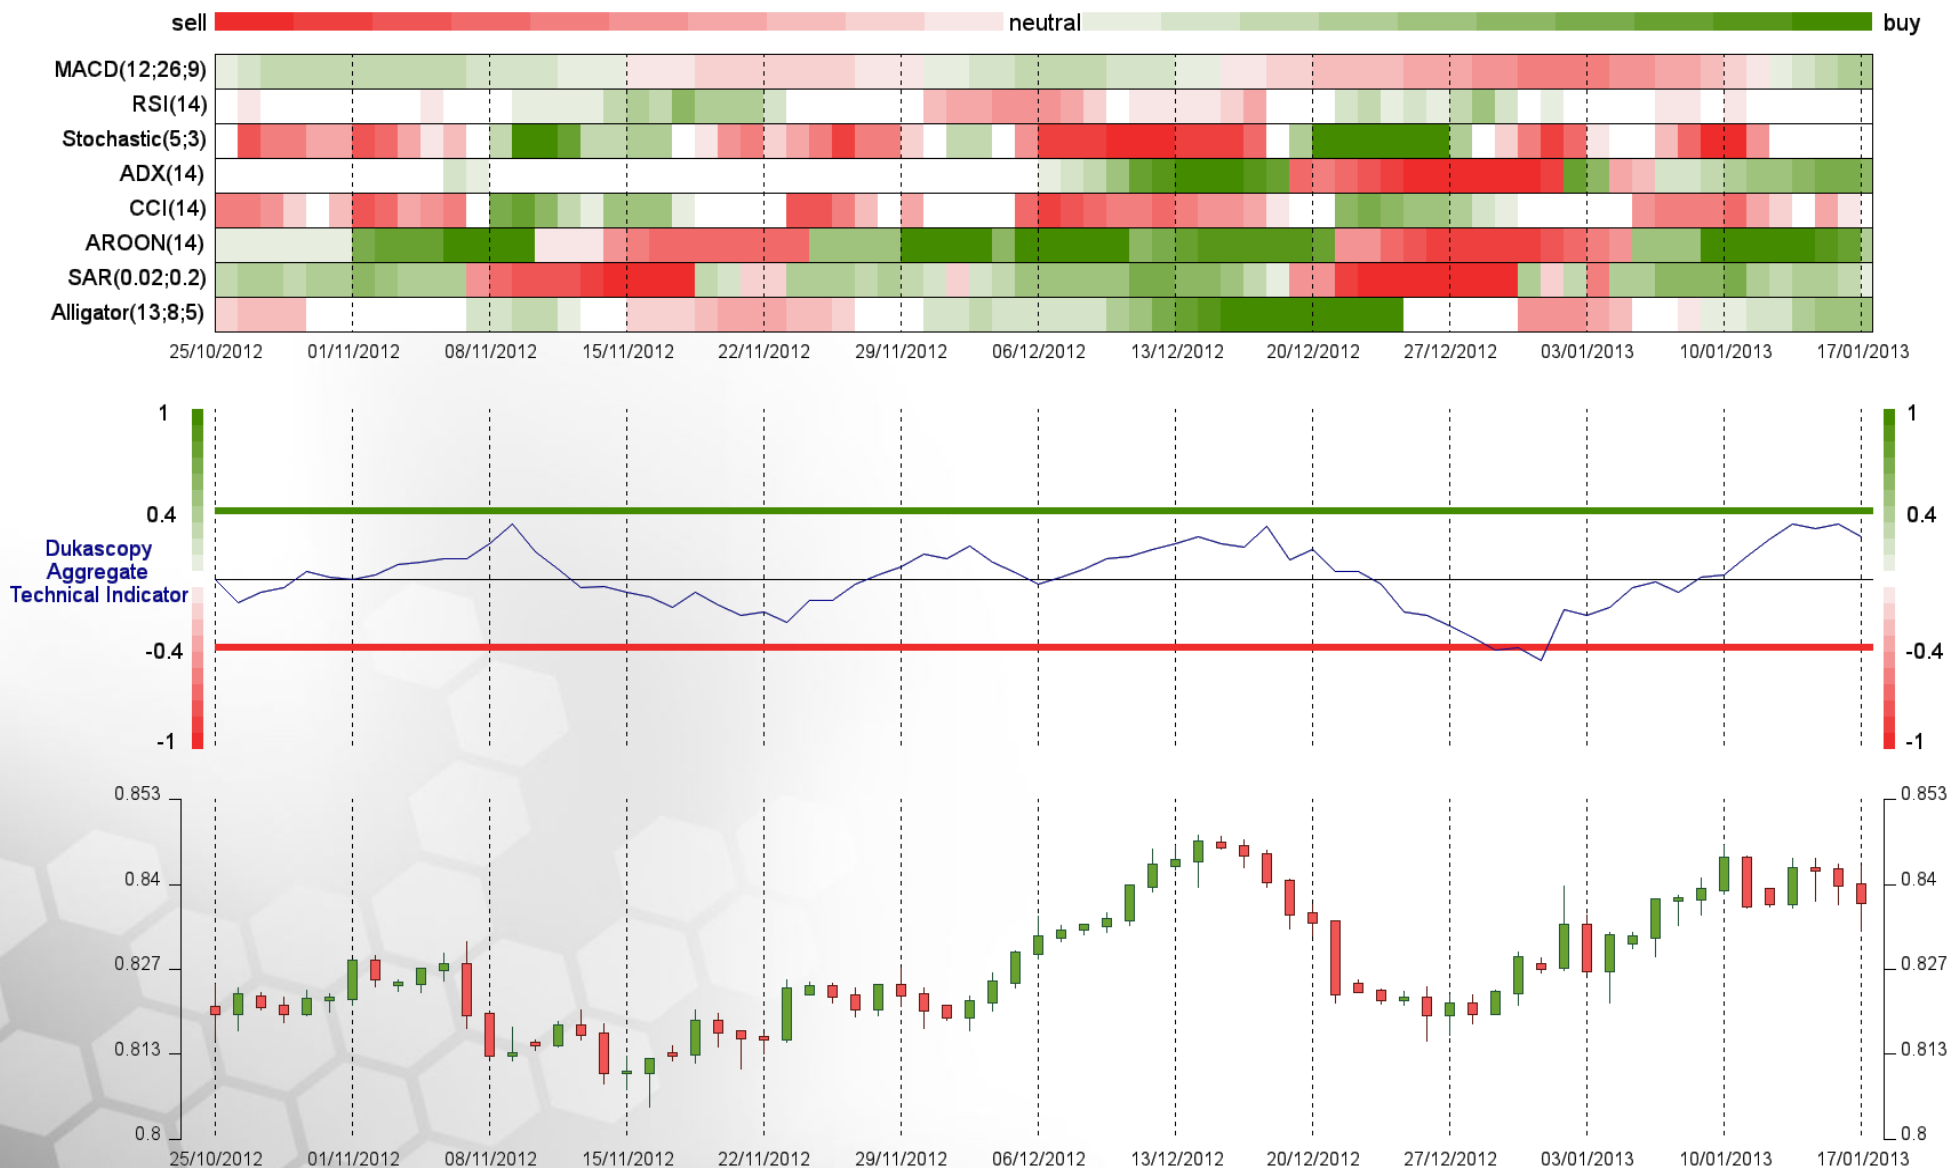 sell neutral buy
MACD(12;26;9)
RSI(14)
Stochastic(5;3)
ADX(14)
CCI(14)
AROON(14)
SAR(0.02;0.2)
Alligator(13;8;5)
25/10/2012 01/11/2012 08/11/2012 15/11/2012 22/11/2012 29/11/2012 06/12/2012 13/12/2012 20/12/2012 27/12/2012 03/01/2013 10/01/2013 17/01/2013
1 1
0.4 0.4
Dukascopy
Aggregate
Technical Indicator
-0.4 -0.4
-1 -1
0.853 0.853
0.84 0.84
0.827 0.827
0.813 0.813
0.8 0.8
25/10/2012 01/11/2012 08/11/2012 15/11/2012 22/11/2012 29/11/2012 06/12/2012 13/12/2012 20/12/2012 27/12/2012 03/01/2013 10/01/2013 17/01/2013